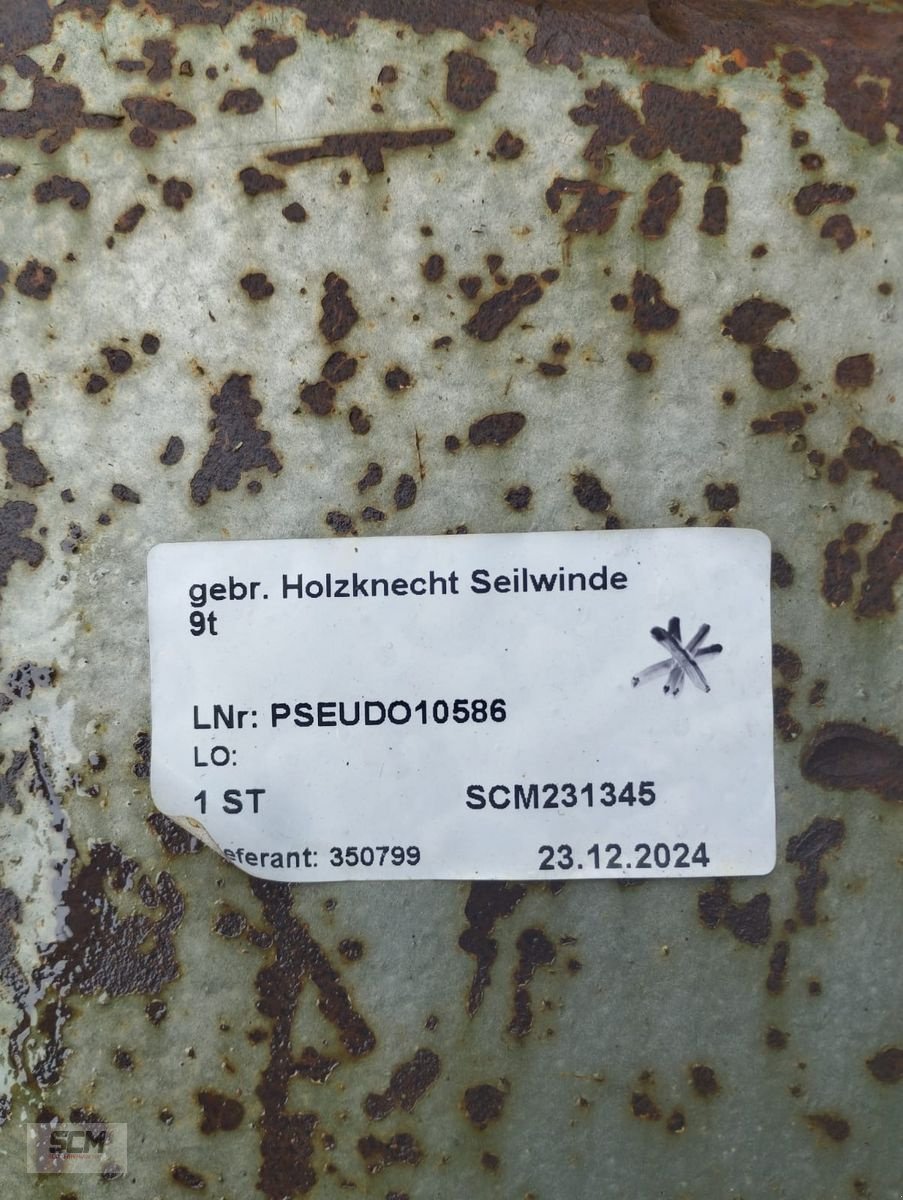 gebr. Holzknecht Seilwinde
9t
LNr: PSEUDO10586
LO:
1 ST SCM231345
eferant: 350799 23.12.2024
SCM